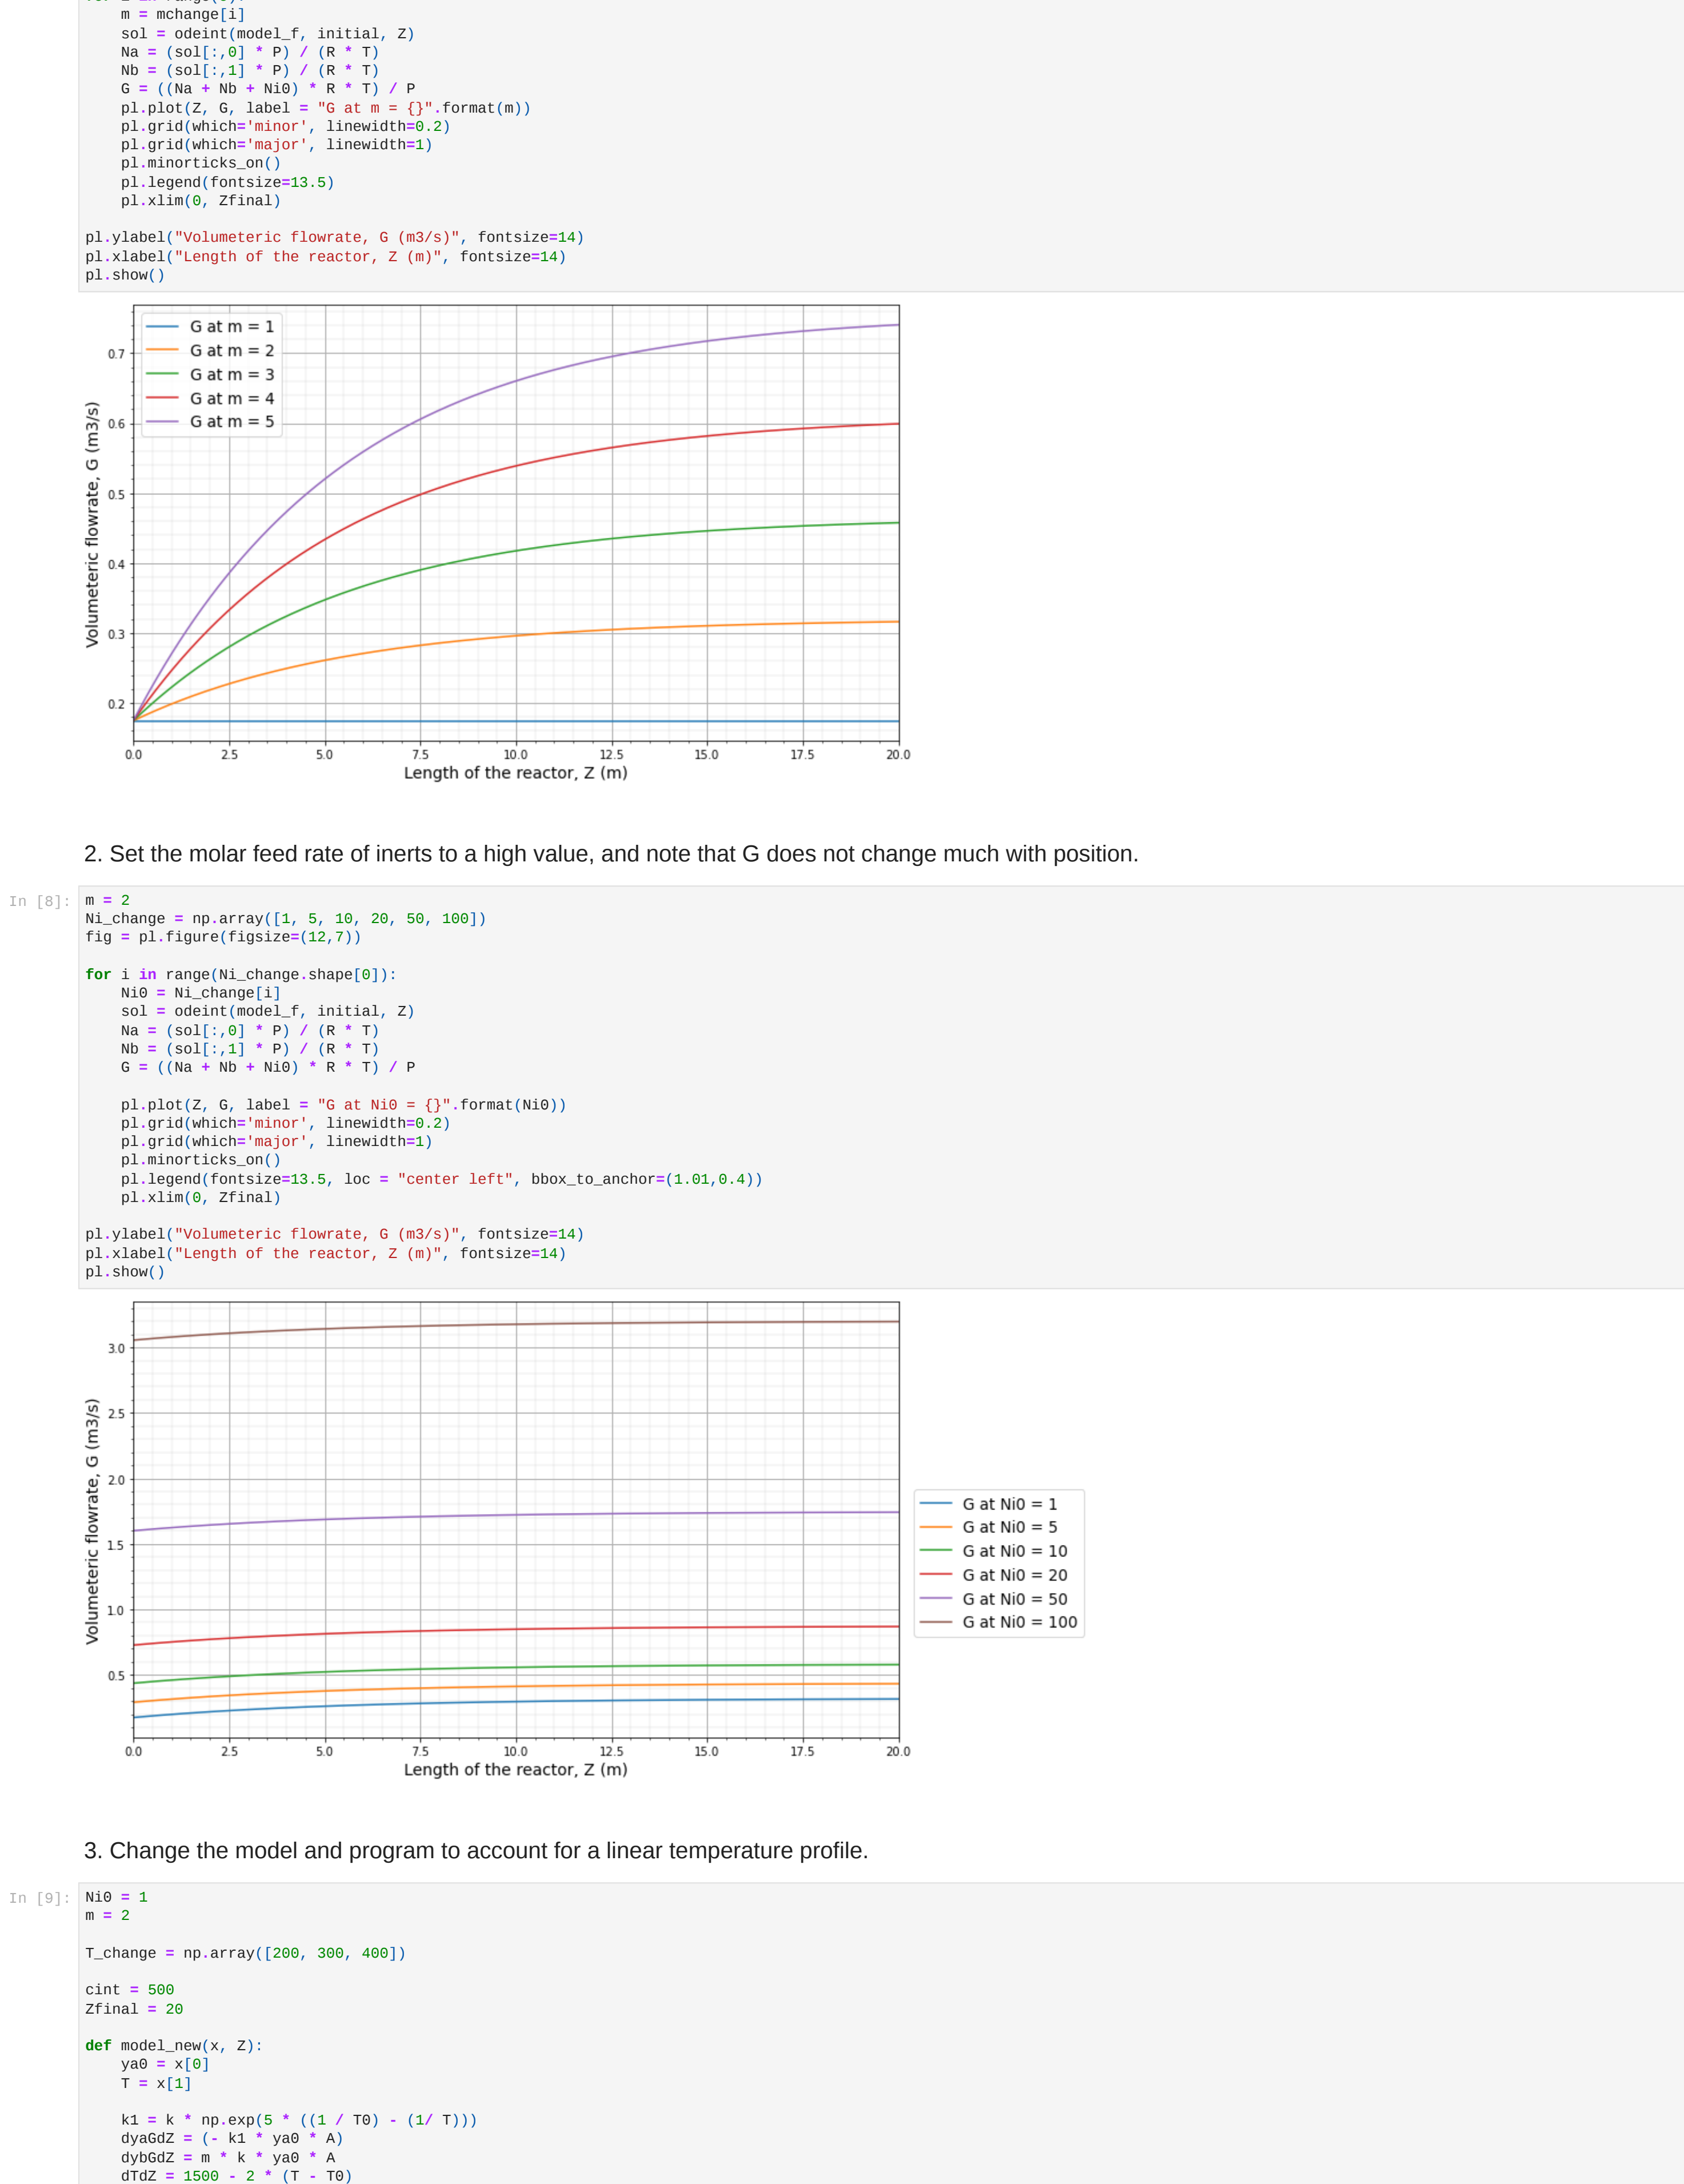 for i in range(5):
    m = mchange[i]
    sol = odeint(model_f, initial, Z)
    Na = (sol[:,0] * P) / (R * T)
    Nb = (sol[:,1] * P) / (R * T)
    G = ((Na + Nb + Ni0) * R * T) / P
    pl.plot(Z, G, label = "G at m = {}".format(m))
    pl.grid(which='minor', linewidth=0.2)
    pl.grid(which='major', linewidth=1)
    pl.minorticks_on()
    pl.legend(fontsize=13.5)
    pl.xlim(0, Zfinal)
pl.ylabel("Volumeteric flowrate, G (m3/s)", fontsize=14)
pl.xlabel("Length of the reactor, Z (m)", fontsize=14)
pl.show()
G at m = 1
G at m = 2
G at m = 3
G at m = 4
G at m = 5
Volumeteric flowrate, G (m3/s)
0.7
0.6
0.5
0.4
0.3
0.2
0.0 2.5 5.0 7.5 10.0 12.5 15.0 17.5 20.0
Length of the reactor, Z (m)
2. Set the molar feed rate of inerts to a high value, and note that G does not change much with position.
In [8]:
m = 2
Ni_change = np.array([1, 5, 10, 20, 50, 100])
fig = pl.figure(figsize=(12,7))
for i in range(Ni_change.shape[0]):
    Ni0 = Ni_change[i]
    sol = odeint(model_f, initial, Z)
    Na = (sol[:,0] * P) / (R * T)
    Nb = (sol[:,1] * P) / (R * T)
    G = ((Na + Nb + Ni0) * R * T) / P
    pl.plot(Z, G, label = "G at Ni0 = {}".format(Ni0))
    pl.grid(which='minor', linewidth=0.2)
    pl.grid(which='major', linewidth=1)
    pl.minorticks_on()
    pl.legend(fontsize=13.5, loc = "center left", bbox_to_anchor=(1.01,0.4))
    pl.xlim(0, Zfinal)
pl.ylabel("Volumeteric flowrate, G (m3/s)", fontsize=14)
pl.xlabel("Length of the reactor, Z (m)", fontsize=14)
pl.show()
Volumeteric flowrate, G (m3/s)
3.0
2.5
2.0
1.5
1.0
0.5
0.0 2.5 5.0 7.5 10.0 12.5 15.0 17.5 20.0
Length of the reactor, Z (m)
G at Ni0 = 1
G at Ni0 = 5
G at Ni0 = 10
G at Ni0 = 20
G at Ni0 = 50
G at Ni0 = 100
3. Change the model and program to account for a linear temperature profile.
In [9]:
Ni0 = 1
m = 2
T_change = np.array([200, 300, 400])
cint = 500
Zfinal = 20
def model_new(x, Z):
    ya0 = x[0]
    T = x[1]
    k1 = k * np.exp(5 * ((1 / T0) - (1/ T)))
    dyaGdZ = (- k1 * ya0 * A)
    dybGdZ = m * k * ya0 * A
    dTdZ = 1500 - 2 * (T - T0)